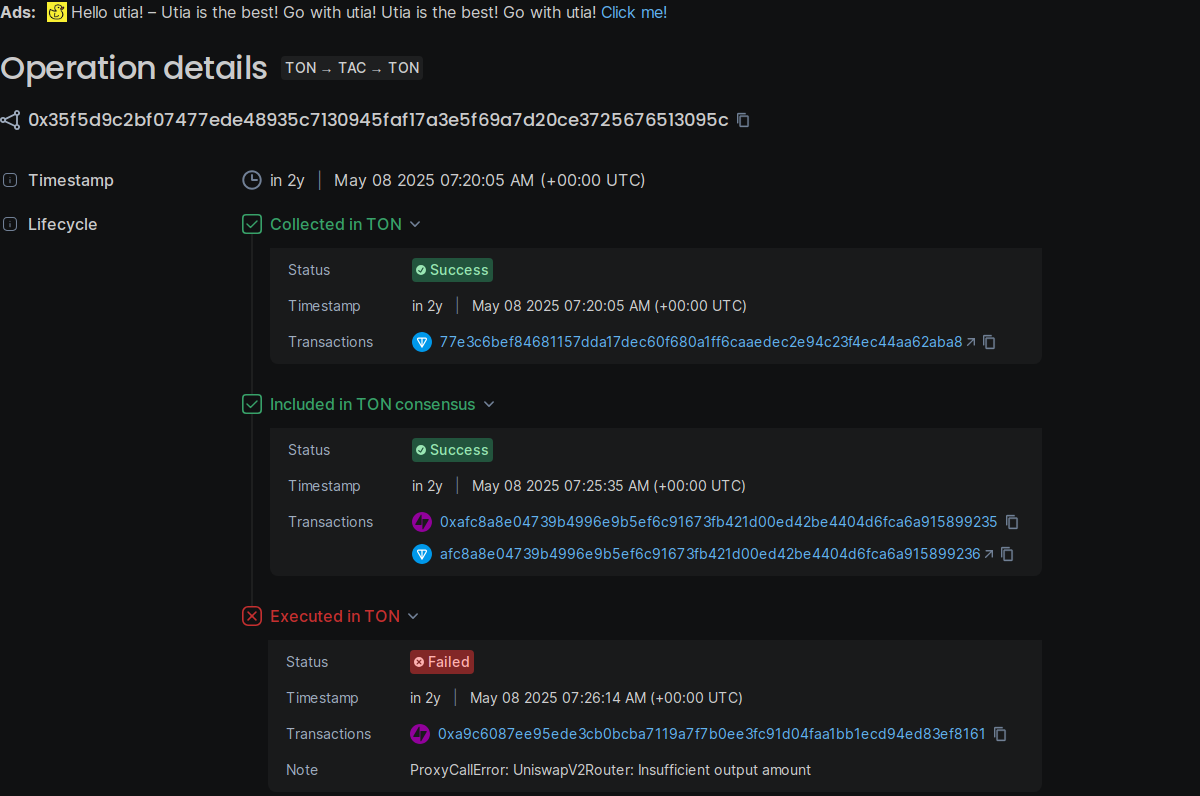 Ads: Hello utia! – Utia is the best! Go with utia! Utia is the best! Go with utia! Click me!
Operation details TON → TAC → TON
0x35f5d9c2bf07477ede48935c7130945faf17a3e5f69a7d20ce3725676513095c
Timestamp in 2y | May 08 2025 07:20:05 AM (+00:00 UTC)
Lifecycle Collected in TON
Status Success
Timestamp in 2y | May 08 2025 07:20:05 AM (+00:00 UTC)
Transactions 77e3c6bef84681157dda17dec60f680a1ff6caaedec2e94c23f4ec44aa62aba8
Included in TON consensus
Status Success
Timestamp in 2y | May 08 2025 07:25:35 AM (+00:00 UTC)
Transactions 0xafc8a8e04739b4996e9b5ef6c91673fb421d00ed42be4404d6fca6a915899235
afc8a8e04739b4996e9b5ef6c91673fb421d00ed42be4404d6fca6a915899236
Executed in TON
Status Failed
Timestamp in 2y | May 08 2025 07:26:14 AM (+00:00 UTC)
Transactions 0xa9c6087ee95ede3cb0bcba7119a7f7b0ee3fc91d04faa1bb1ecd94ed83ef8161
Note ProxyCallError: UniswapV2Router: Insufficient output amount